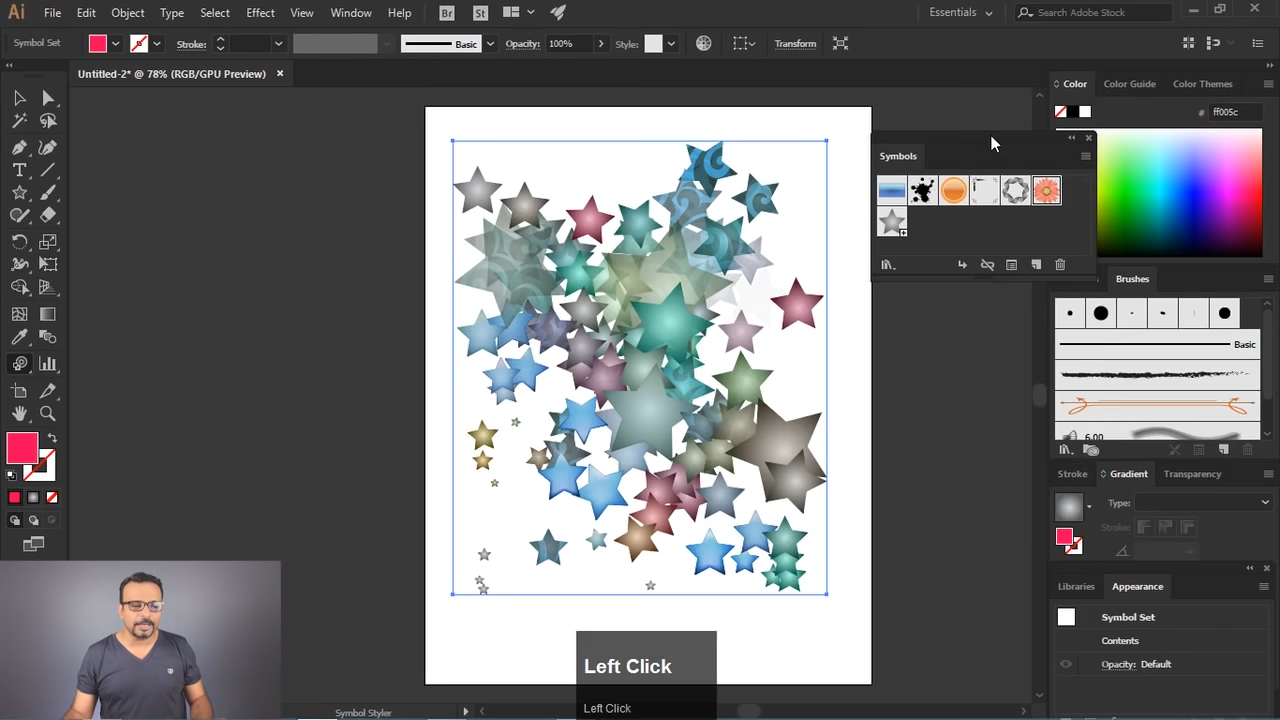 Ai File Edit Object Type Select Effect View Window Help Br St Essentials Search Adobe Stock
Symbol Set Stroke: Basic Opacity: 100% Style: Transform
Untitled-2* @ 78% (RGB/GPU Preview)
Color Color Guide Color Themes
# ff005c
Symbols
Brushes
Basic
6.00
Stroke Gradient Transparency
Type:
Stroke:
Libraries Appearance
Symbol Set
Contents
Opacity: Default
Left Click
Left Click
Symbol Styler